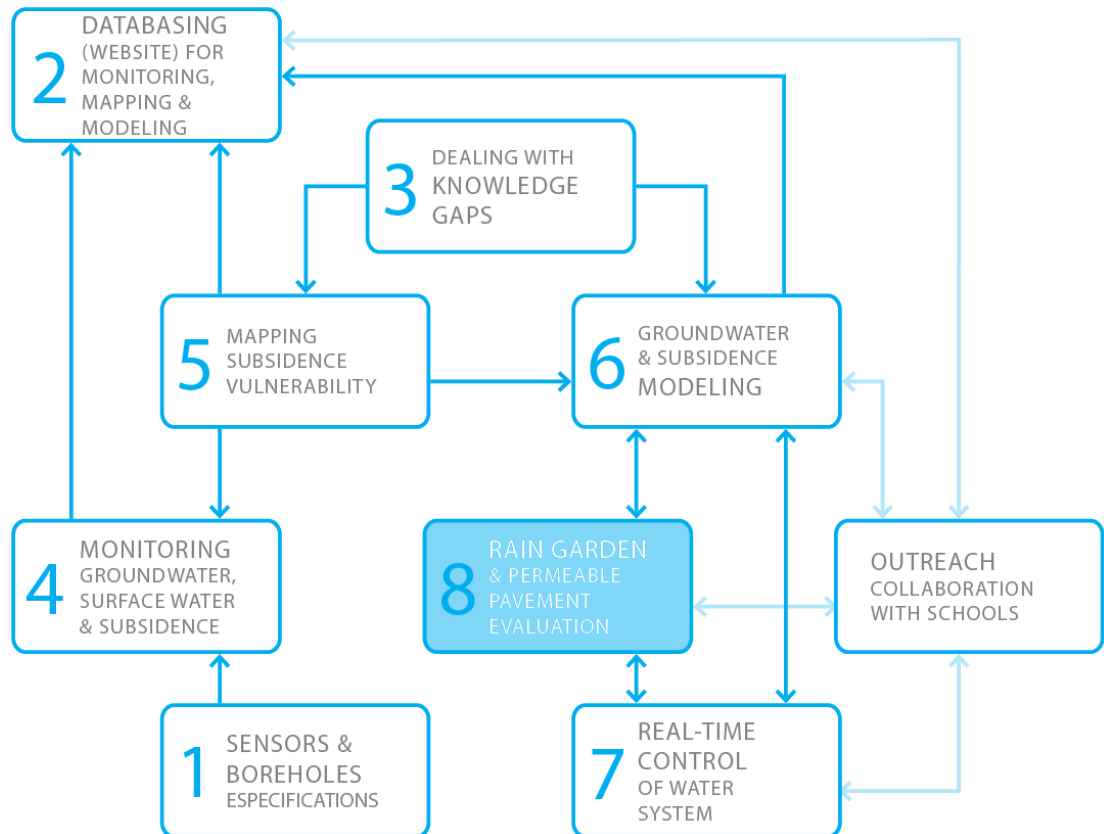 2
DATABASING
(WEBSITE) FOR
MONITORING,
MAPPING &
MODELING
3
DEALING WITH
KNOWLEDGE
GAPS
5
MAPPING
SUBSIDENCE
VULNERABILITY
6
GROUNDWATER
& SUBSIDENCE
MODELING
4
MONITORING
GROUNDWATER,
SURFACE WATER
& SUBSIDENCE
8
RAIN GARDEN
& PERMEABLE
PAVEMENT
EVALUATION
OUTREACH
COLLABORATION
WITH SCHOOLS
1
SENSORS &
BOREHOLES
ESPECIFICATIONS
7
REAL-TIME
CONTROL
OF WATER
SYSTEM